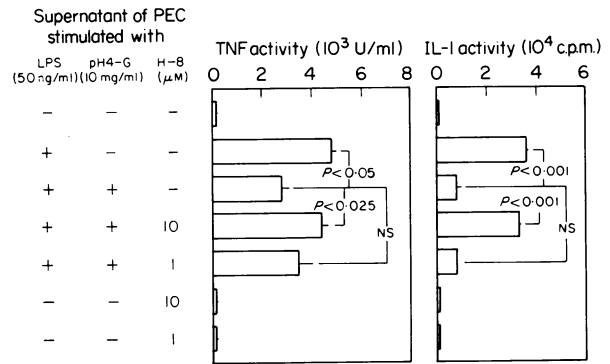 Supernatant of PEC
stimulated with
LPS pH4-G H-8
(50 ng/ml) (10 mg/ml) (μM)
TNF activity (10³ U/ml) IL-1 activity (10⁴ c.p.m.)
0 2 4 6 8 0 2 4 6
− − −
+ − −
P<0·05 P<0·001
+ + −
P<0·025 P<0·001
+ + 10
NS NS
+ + 1
− − 10
− − 1